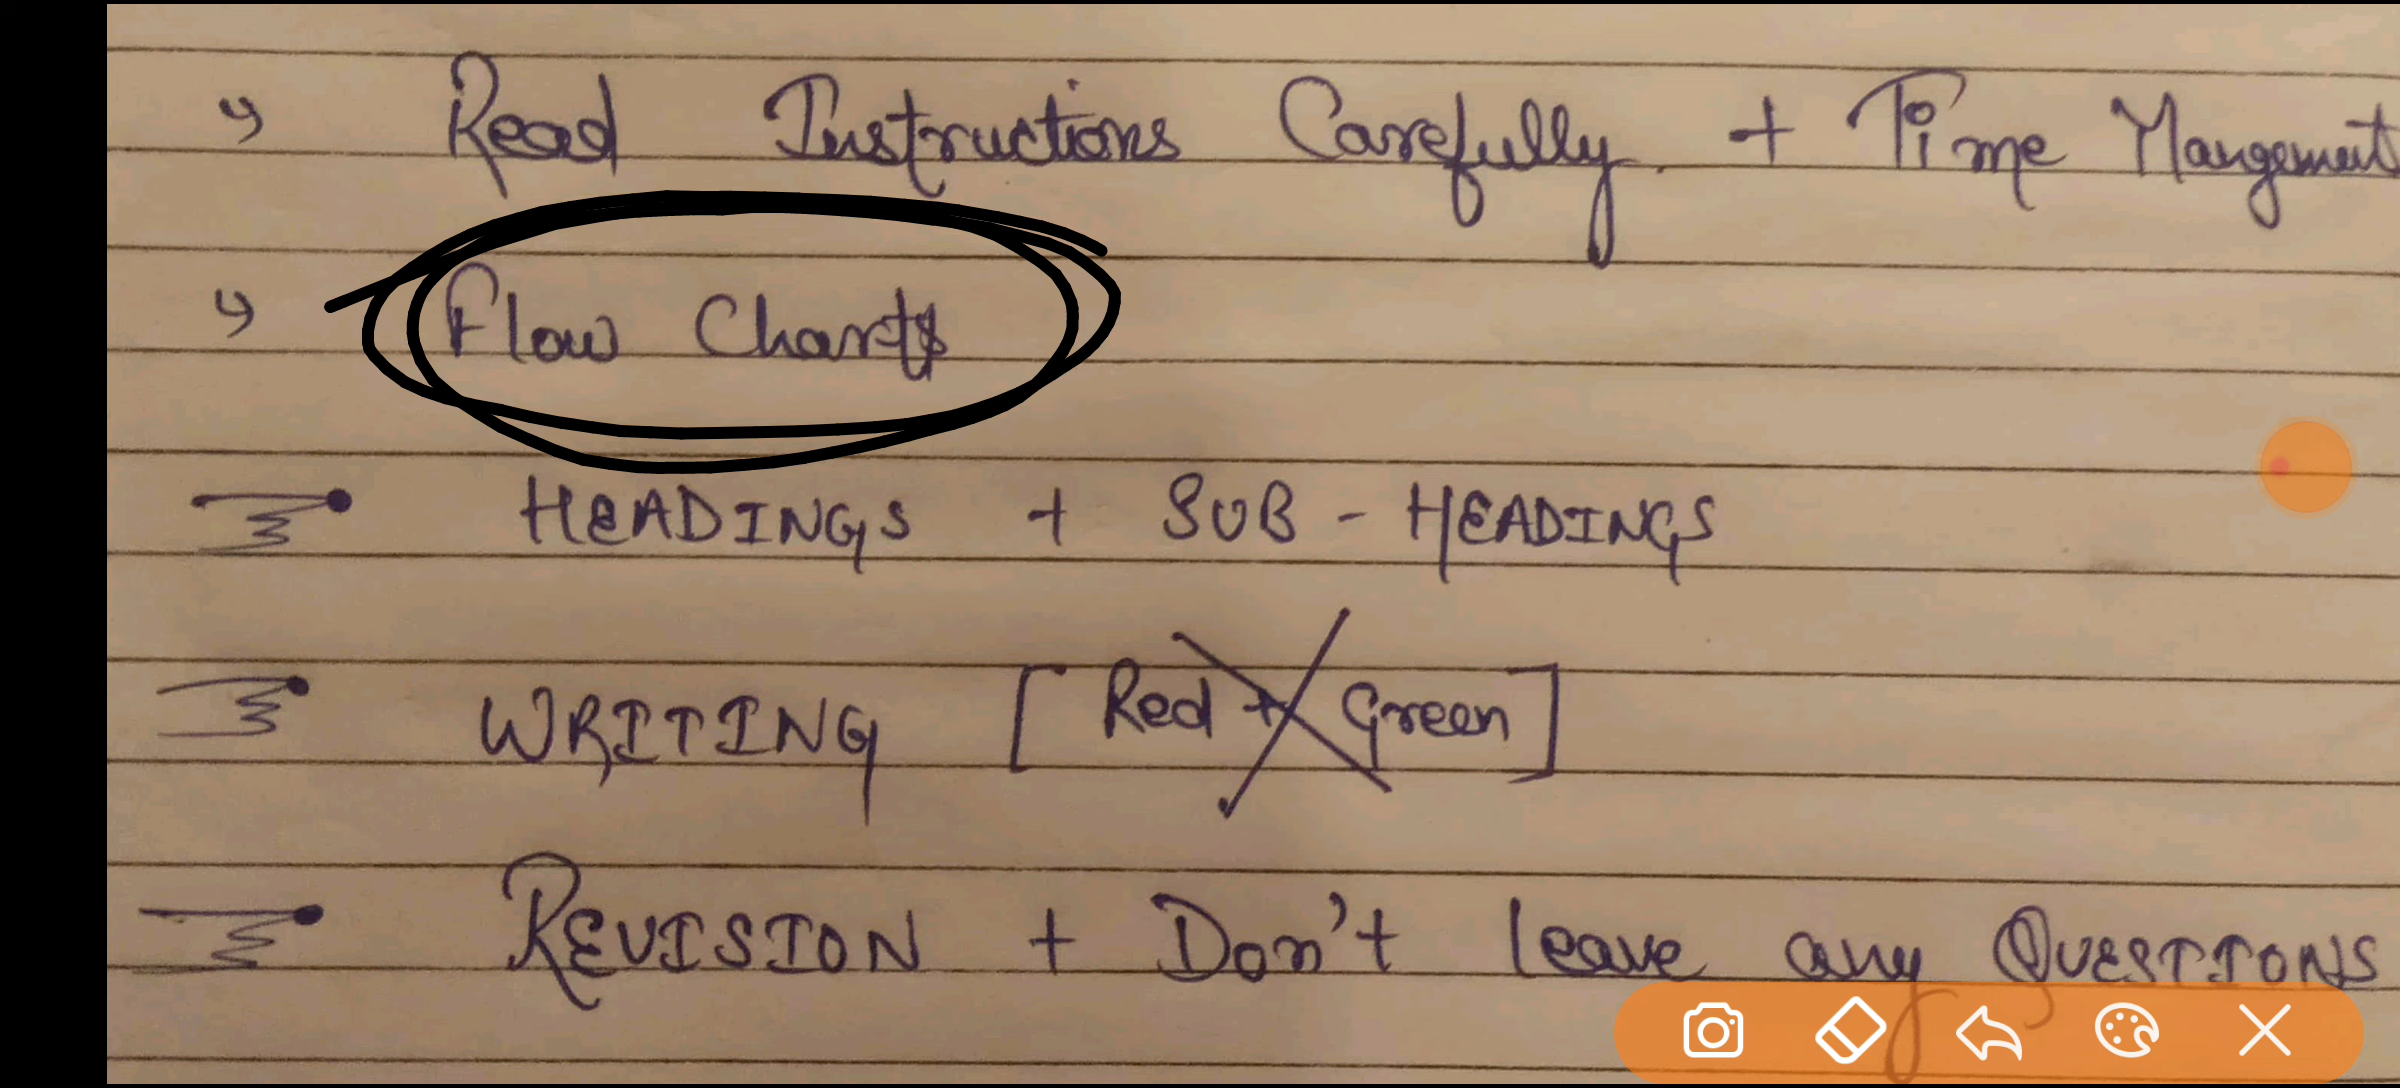 Read Instructions Carefully. + Time Mangement
Flow Charts
HEADINGS + SUB - HEADINGS
WRITING [Red + Green]
REVISION + Don't leave any QUESTIONS